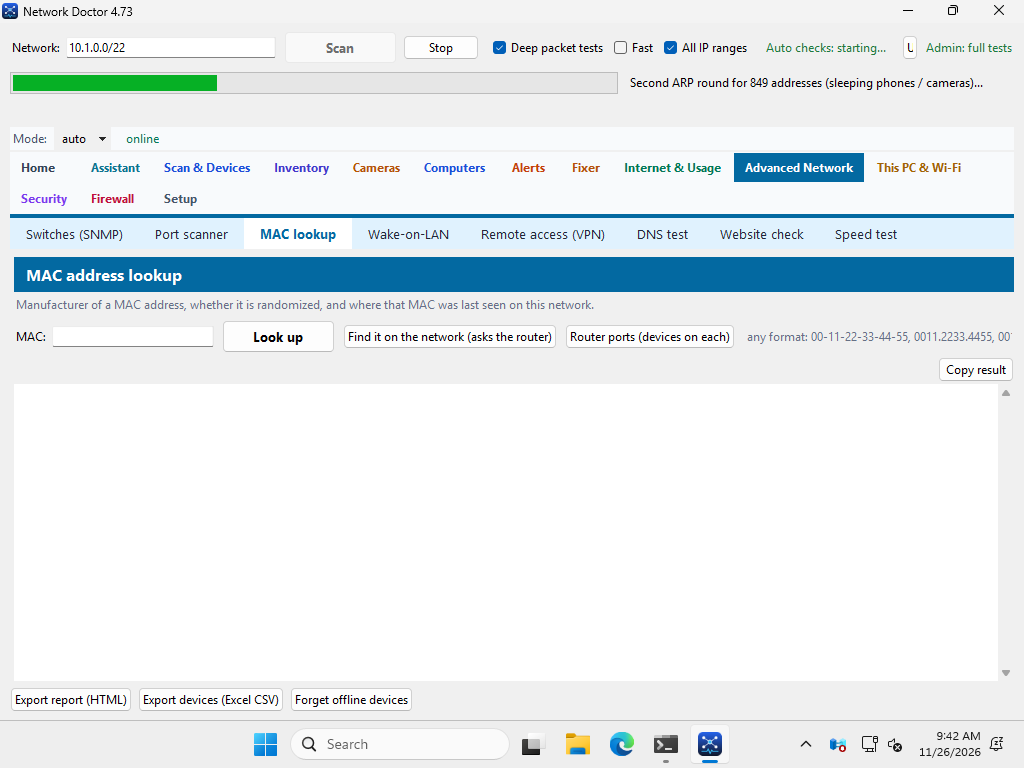 Network Doctor 4.73
Network: 10.1.0.0/22 Scan Stop Deep packet tests Fast All IP ranges Auto checks: starting... Admin: full tests
Second ARP round for 849 addresses (sleeping phones / cameras)...
Mode: auto online
Home Assistant Scan & Devices Inventory Cameras Computers Alerts Fixer Internet & Usage Advanced Network This PC & Wi-Fi
Security Firewall Setup
Switches (SNMP) Port scanner MAC lookup Wake-on-LAN Remote access (VPN) DNS test Website check Speed test
MAC address lookup
Manufacturer of a MAC address, whether it is randomized, and where that MAC was last seen on this network.
MAC: Look up Find it on the network (asks the router) Router ports (devices on each) any format: 00-11-22-33-44-55, 0011.2233.4455, 00
Copy result
Export report (HTML) Export devices (Excel CSV) Forget offline devices
Search
9:42 AM
11/26/2026